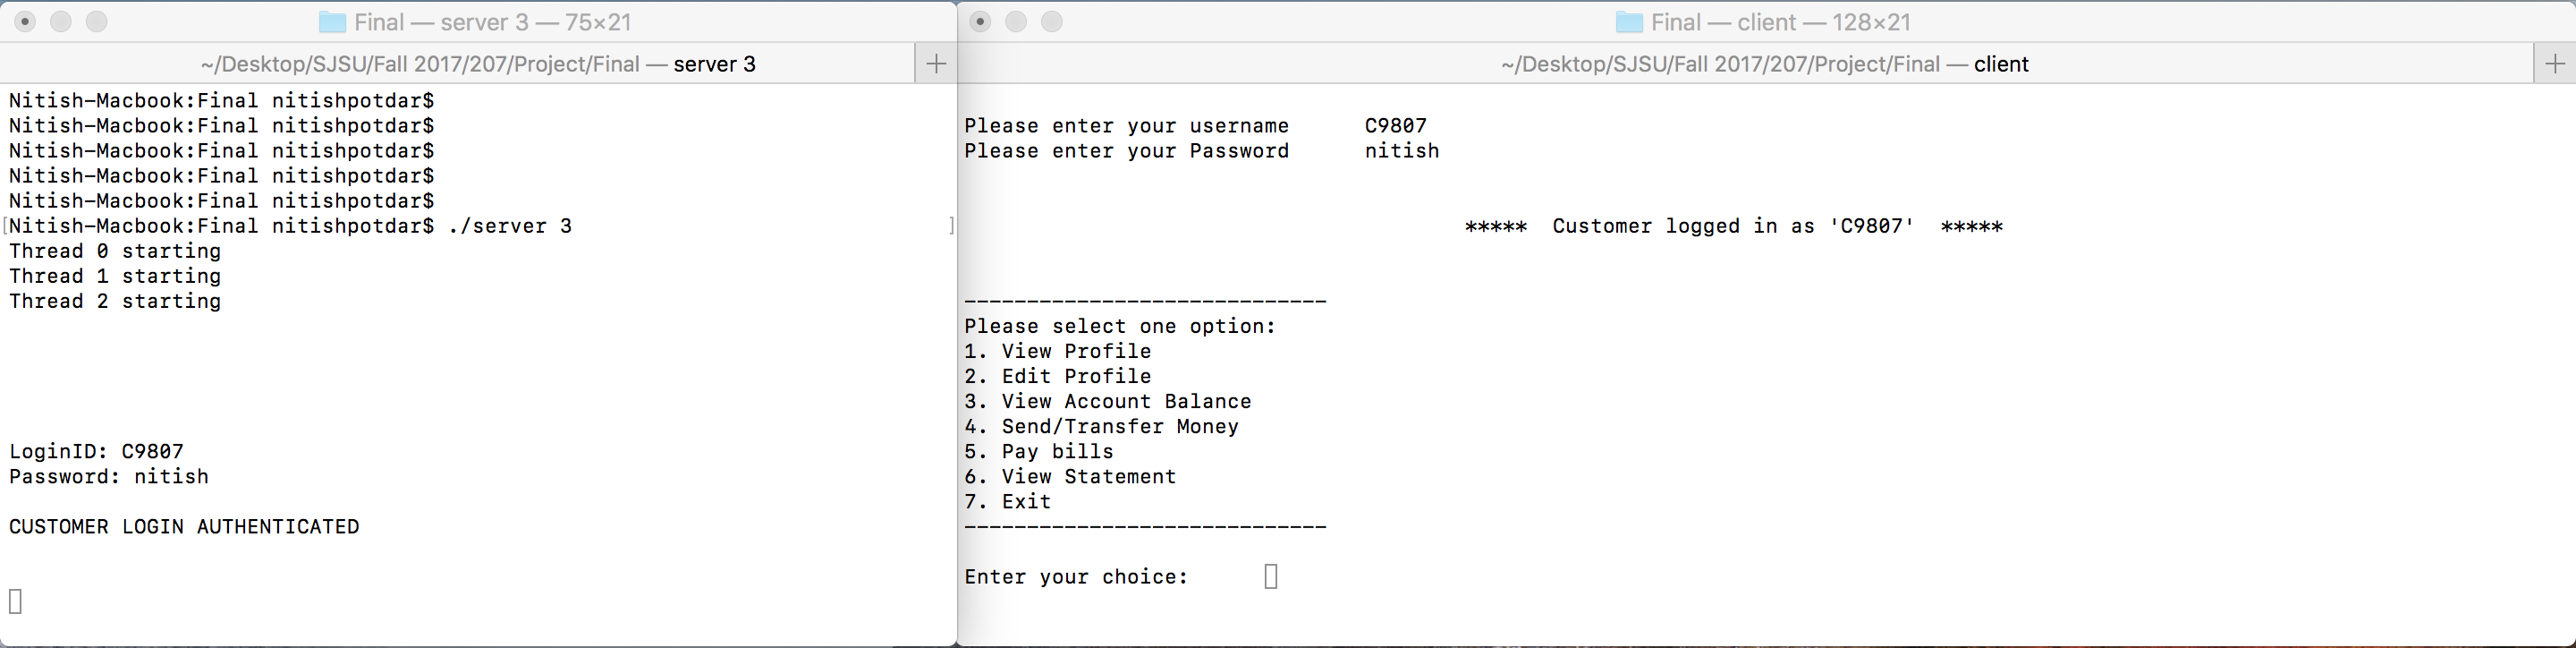 Final — server 3 — 75×21
~/Desktop/SJSU/Fall 2017/207/Project/Final — server 3
Nitish-Macbook:Final nitishpotdar$
Nitish-Macbook:Final nitishpotdar$
Nitish-Macbook:Final nitishpotdar$
Nitish-Macbook:Final nitishpotdar$
Nitish-Macbook:Final nitishpotdar$
[Nitish-Macbook:Final nitishpotdar$ ./server 3 ]
Thread 0 starting
Thread 1 starting
Thread 2 starting
LoginID: C9807
Password: nitish
CUSTOMER LOGIN AUTHENTICATED
Final — client — 128×21
~/Desktop/SJSU/Fall 2017/207/Project/Final — client
Please enter your username C9807
Please enter your Password nitish
***** Customer logged in as 'C9807' *****
-----------------------------
Please select one option:
1. View Profile
2. Edit Profile
3. View Account Balance
4. Send/Transfer Money
5. Pay bills
6. View Statement
7. Exit
-----------------------------
Enter your choice: